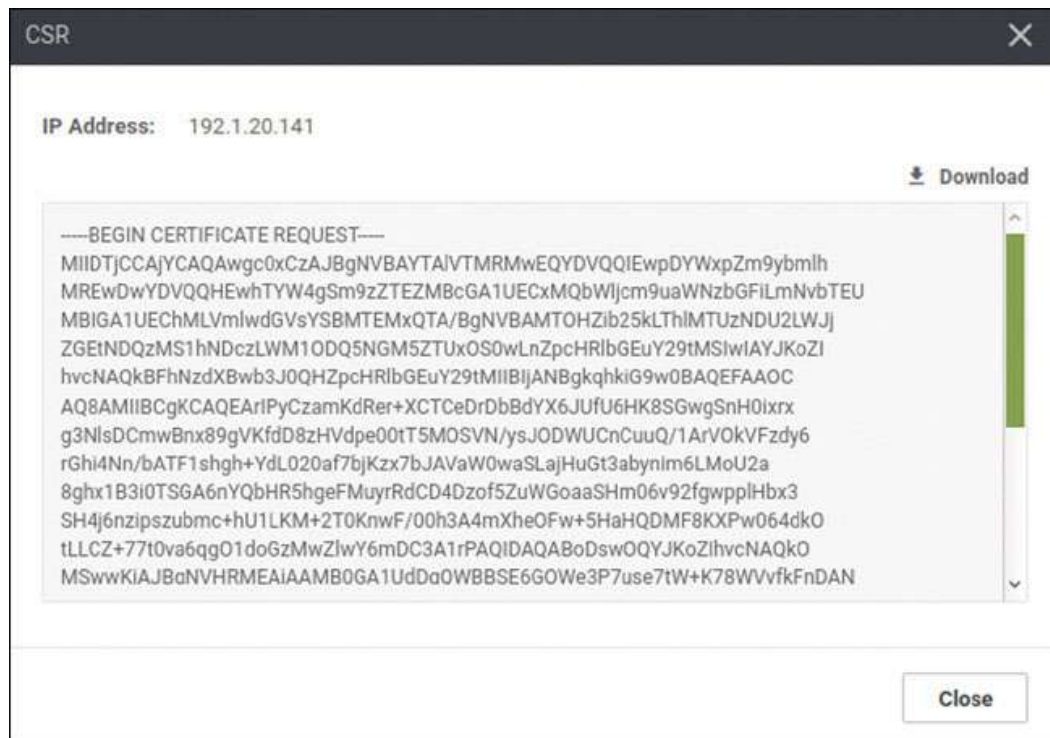 CSR
IP Address: 192.1.20.141
Download
-----BEGIN CERTIFICATE REQUEST-----
MIIDTjCCAjYCAQAwgc0xCzAJBgNVBAYTAlVTMRMwEQYDVQQIEwpDYWxpZm9ybmlh
MREwDwYDVQQHEwhTYW4gSm9zZTEZMBcGA1UECxMQbWljcm9uaWNzbGFiLmNvbTEU
MBIGA1UEChMLVmlwdGVsYSBMTEMxQTA/BgNVBAMTOHZib25kLThlMTUzNDU2LWJj
ZGEtNDQzMS1hNDczLWM1ODQ5NGM5ZTUxOS0wLnZpcHRlbGEuY29tMSIwIAYJKoZI
hvcNAQkBFhNzdXBwb3J0QHZpcHRlbGEuY29tMIIBIjANBgkqhkiG9w0BAQEFAAOC
AQ8AMIIBCgKCAQEArIPyCzamKdRer+XCTCeDrDbBdYX6JUfU6HK8SGwgSnH0ixrx
g3NlsDCmwBnx89gVKfdD8zHVdpe00tT5MOSVN/ysJODWUCnCuuQ/1ArVOkVFzdy6
rGhi4Nn/bATF1shgh+YdL020af7bjKzx7bJAVaW0waSLajHuGt3abynim6LMoU2a
8ghx1B3i0TSGA6nYQbHR5hgeFMuyrRdCD4Dzof5ZuWGoaaSHm06v92fgwpplHbx3
SH4j6nzipszubmc+hU1LKM+2T0KnwF/00h3A4mXheOFw+5HaHQDMF8KXPw064dkO
tLLCZ+77t0va6qgO1doGzMwZlwY6mDC3A1rPAQIDAQABoDswOQYJKoZIhvcNAQkO
MSwwKiAJBgNVHRMEAiAAMB0GA1UdDgQWBBSE6GOWe3P7use7tW+K78WVvfkFnDAN
Close